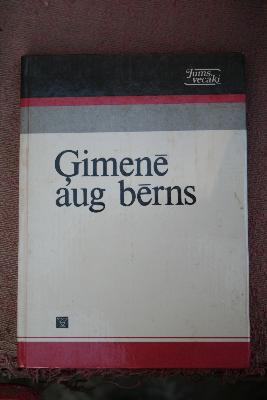 Jums,
vecāki
Ģimenē
aug bērns